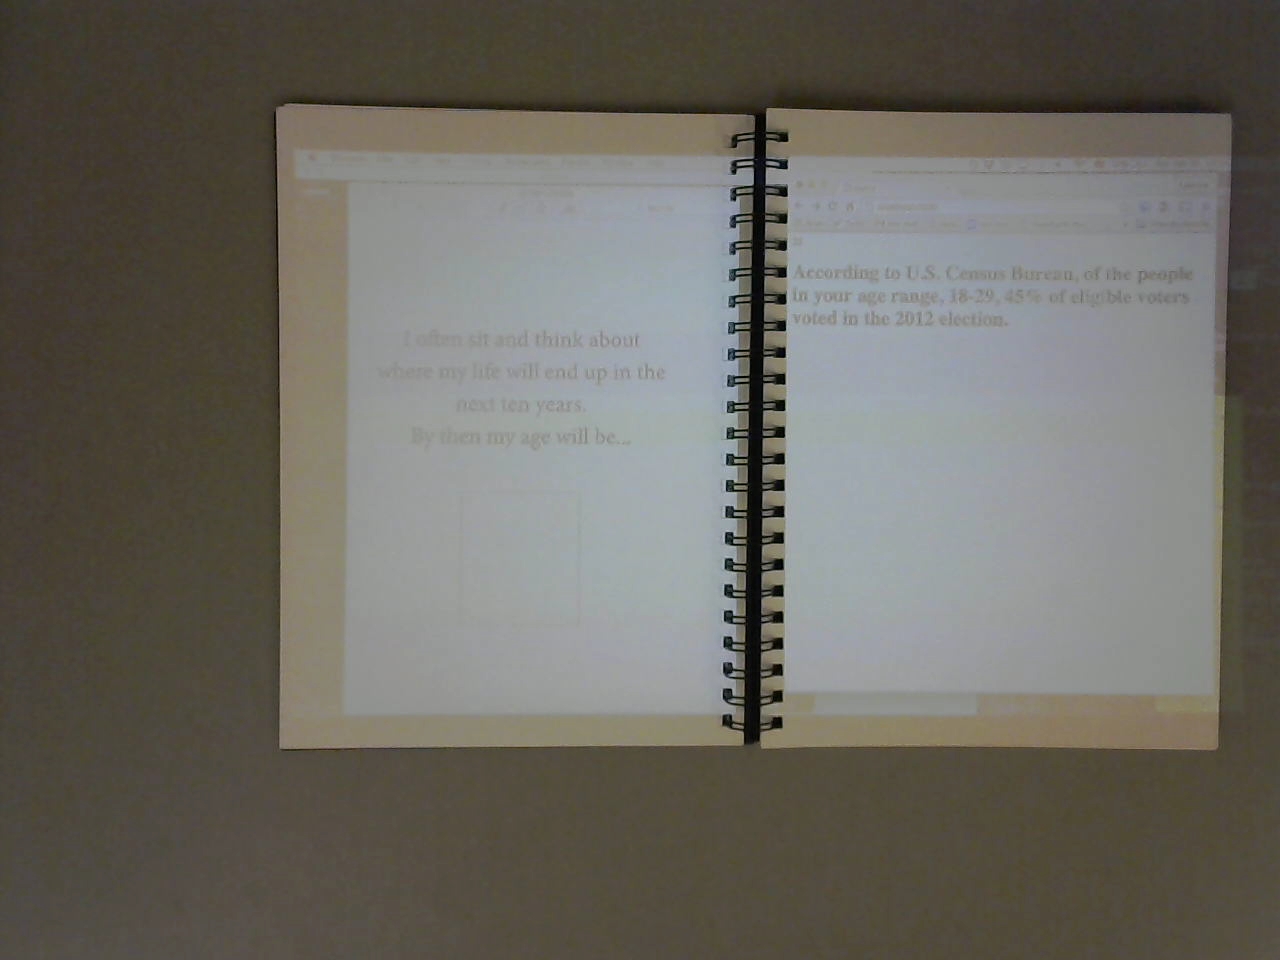 I often sit and think about
where my life will end up in the
next ten years.
By then my age will be...
According to U.S. Census Bureau, of the people
in your age range, 18-29, 45% of eligible voters
voted in the 2012 election.